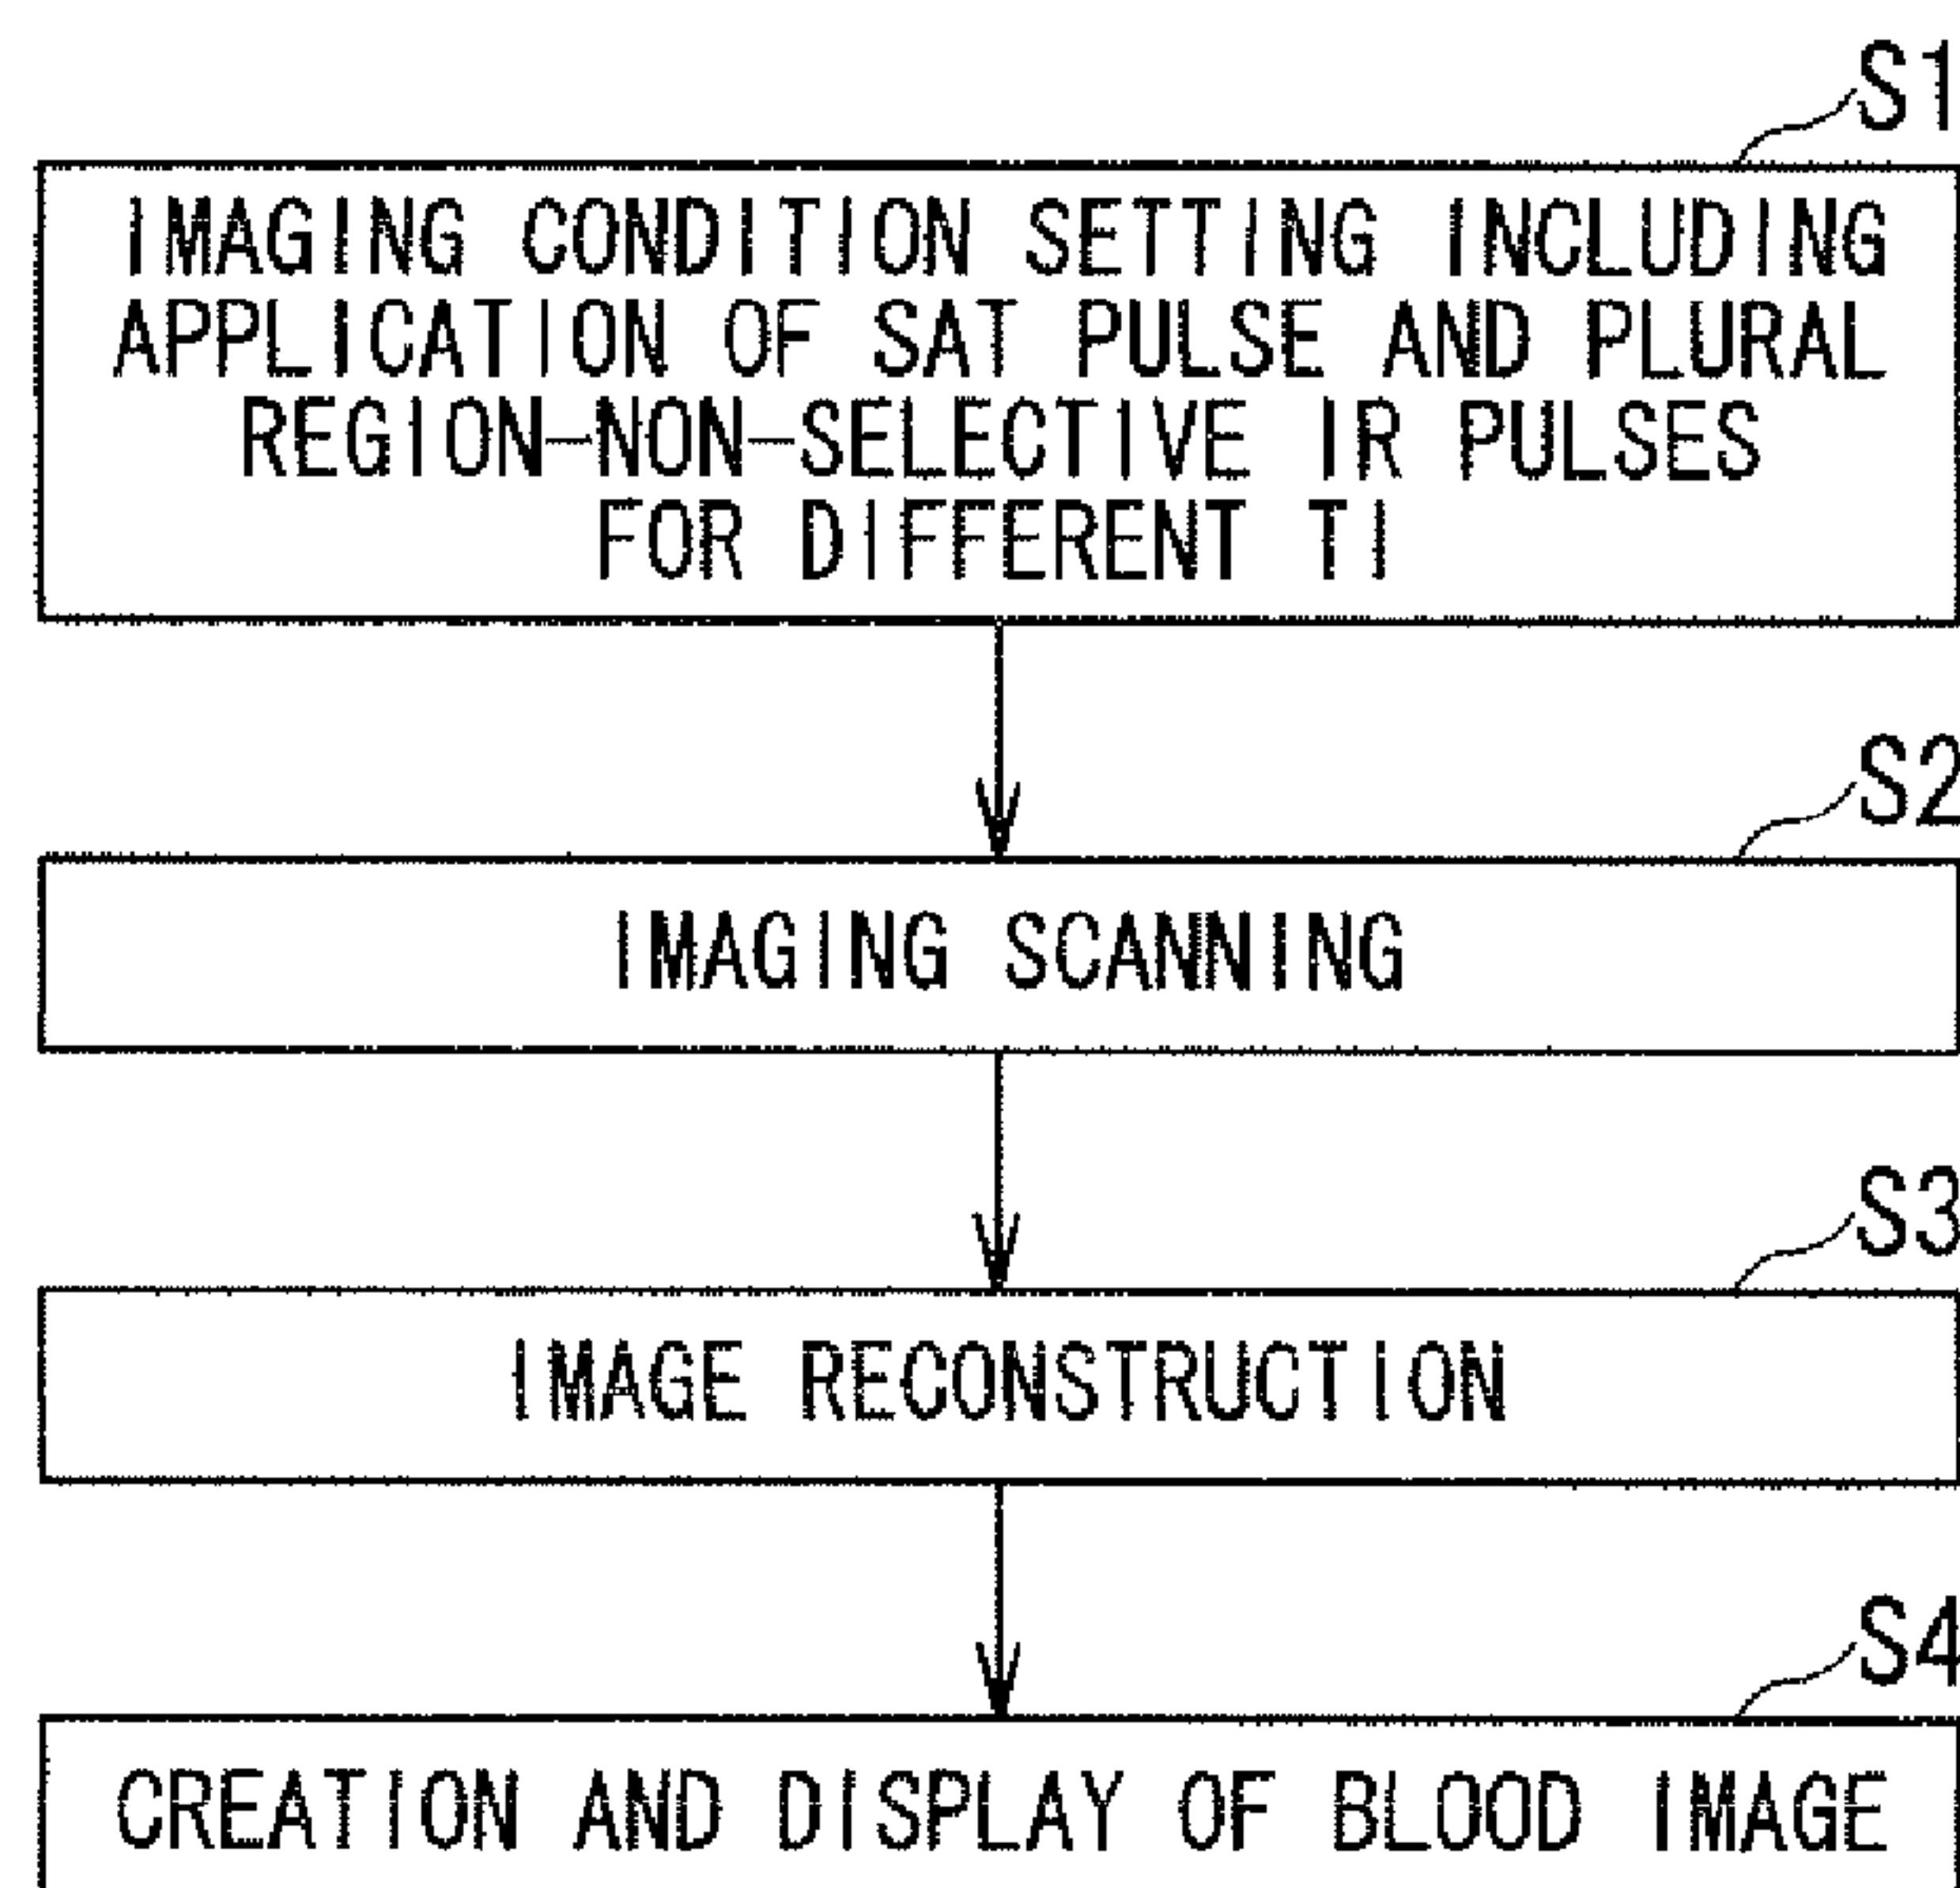 S1
IMAGING CONDITION SETTING INCLUDING
APPLICATION OF SAT PULSE AND PLURAL
REGION-NON-SELECTIVE IR PULSES
FOR DIFFERENT TI
S2
IMAGING SCANNING
S3
IMAGE RECONSTRUCTION
S4
CREATION AND DISPLAY OF BLOOD IMAGE